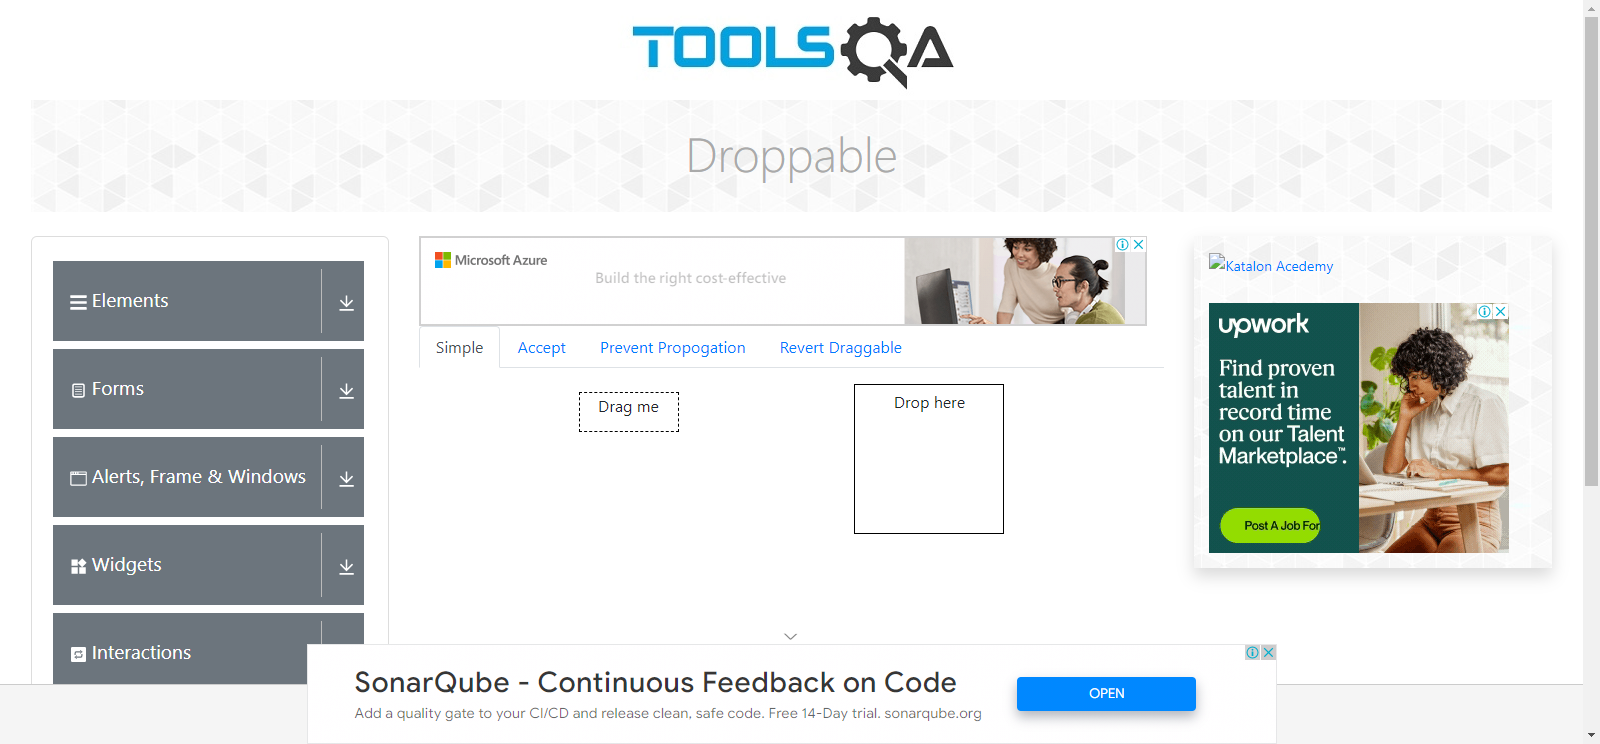 TOOLSQA
Droppable
Elements
Forms
Alerts, Frame & Windows
Widgets
Interactions
Microsoft Azure
Build the right cost-effective
Simple
Accept
Prevent Propogation
Revert Draggable
Drag me
Drop here
Katalon Acedemy
upwork
Find proven
talent in
record time
on our Talent
Marketplace™.
Post A Job For
SonarQube - Continuous Feedback on Code
Add a quality gate to your CI/CD and release clean, safe code. Free 14-Day trial. sonarqube.org
OPEN